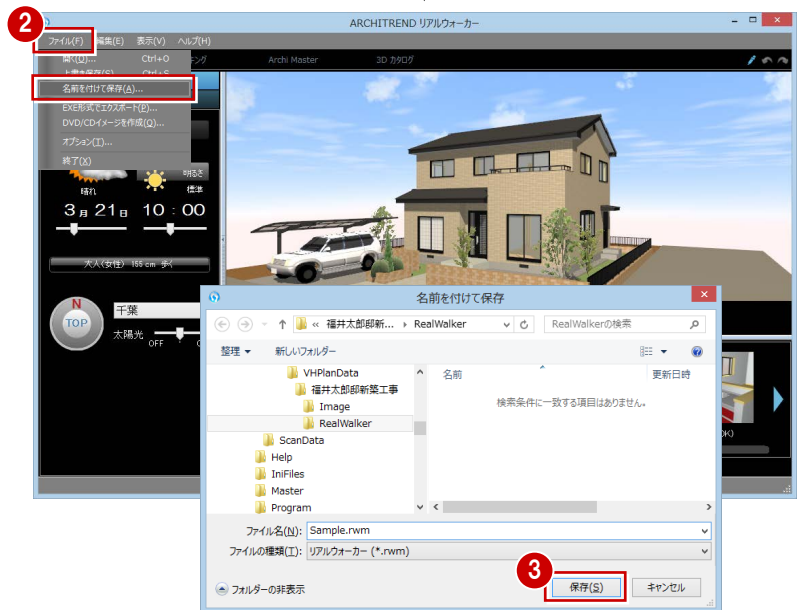 2
ARCHITREND リアルウォーカー
ファイル(F) 編集(E) 表示(V) ヘルプ(H)
開く(O)... Ctrl+O
上書き保存(S) Ctrl+S
Archi Master 3D カタログ
名前を付けて保存(A)...
EXE形式でエクスポート(P)...
DVD/CDイメージを作成(Q)...
オプション(T)...
終了(X)
明るさ
晴れ 標準
3月21日 10:00
大人(女性) 155 cm 歩く
N
TOP
千葉
太陽光 OFF
名前を付けて保存
« 福井太郎邸新... RealWalker
RealWalkerの検索
整理 新しいフォルダー
VHPlanData
福井太郎邸新築工事
Image
RealWalker
ScanData
Help
IniFiles
Master
Program
名前 更新日時
検索条件に一致する項目はありません。
ファイル名(N): Sample.rwm
ファイルの種類(T): リアルウォーカー (*.rwm)
3
フォルダーの非表示
保存(S) キャンセル